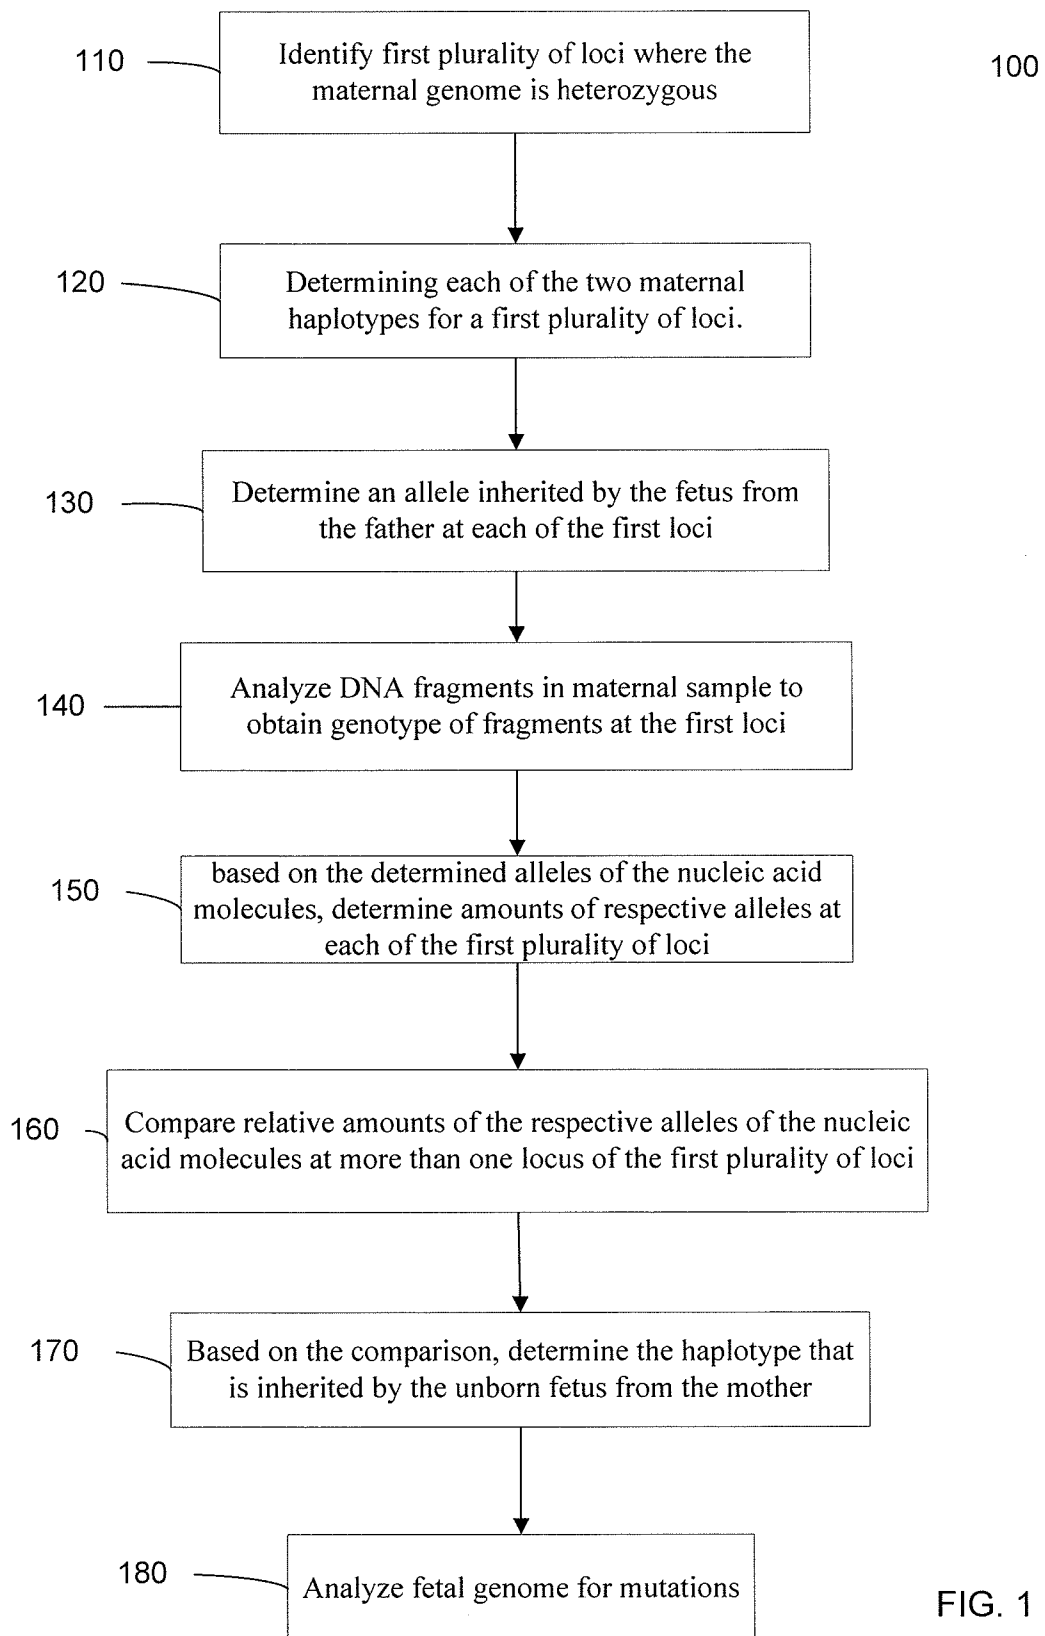 110
Identify first plurality of loci where the
maternal genome is heterozygous
100
120
Determining each of the two maternal
haplotypes for a first plurality of loci.
130
Determine an allele inherited by the fetus from
the father at each of the first loci
140
Analyze DNA fragments in maternal sample to
obtain genotype of fragments at the first loci
150
based on the determined alleles of the nucleic acid
molecules, determine amounts of respective alleles at
each of the first plurality of loci
160
Compare relative amounts of the respective alleles of the nucleic
acid molecules at more than one locus of the first plurality of loci
170
Based on the comparison, determine the haplotype that
is inherited by the unborn fetus from the mother
180
Analyze fetal genome for mutations
FIG. 1